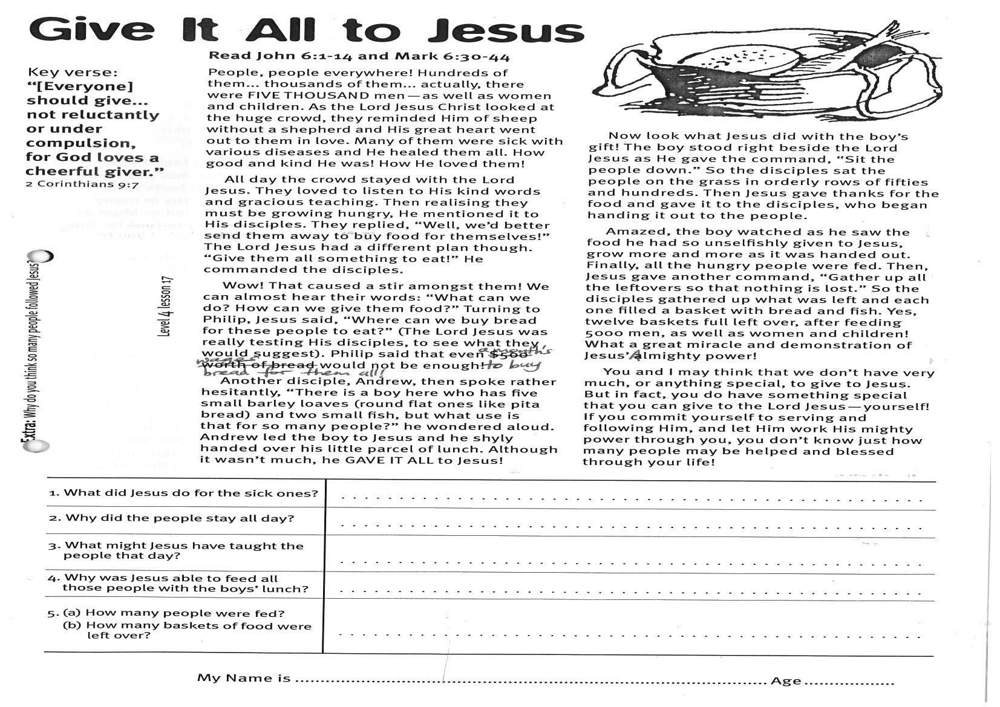 Give It All to Jesus
Read John 6:1-14 and Mark 6:30-44
Key verse:
“[Everyone]
should give...
not reluctantly
or under
compulsion,
for God loves a
cheerful giver.”
2 Corinthians 9:7
Extra: Why do you think so many people followed Jesus?
Level 4 lesson 17
People, people everywhere! Hundreds of
them... thousands of them... actually, there
were FIVE THOUSAND men—as well as women
and children. As the Lord Jesus Christ looked at
the huge crowd, they reminded Him of sheep
without a shepherd and His great heart went
out to them in love. Many of them were sick with
various diseases and He healed them all. How
good and kind He was! How He loved them!
All day the crowd stayed with the Lord
Jesus. They loved to listen to His kind words
and gracious teaching. Then realising they
must be growing hungry, He mentioned it to
His disciples. They replied, “Well, we’d better
send them away to buy food for themselves!”
The Lord Jesus had a different plan though.
“Give them all something to eat!” He
commanded the disciples.
Wow! That caused a stir amongst them! We
can almost hear their words: “What can we
do? How can we give them food?” Turning to
Philip, Jesus said, “Where can we buy bread
for these people to eat?” (The Lord Jesus was
really testing His disciples, to see what they
a month's
would suggest). Philip said that even $500
wages
worth of bread would not be enough! to buy
bread for them all!
Another disciple, Andrew, then spoke rather
hesitantly, “There is a boy here who has five
small barley loaves (round flat ones like pita
bread) and two small fish, but what use is
that for so many people?” he wondered aloud.
Andrew led the boy to Jesus and he shyly
handed over his little parcel of lunch. Although
it wasn’t much, he GAVE IT ALL to Jesus!
Now look what Jesus did with the boy’s
gift! The boy stood right beside the Lord
Jesus as He gave the command, “Sit the
people down.” So the disciples sat the
people on the grass in orderly rows of fifties
and hundreds. Then Jesus gave thanks for the
food and gave it to the disciples, who began
handing it out to the people.
Amazed, the boy watched as he saw the
food he had so unselfishly given to Jesus,
grow more and more as it was handed out.
Finally, all the hungry people were fed. Then,
Jesus gave another command, “Gather up all
the leftovers so that nothing is lost.” So the
disciples gathered up what was left and each
one filled a basket with bread and fish. Yes,
twelve baskets full left over, after feeding
5000 men, as well as women and children!
What a great miracle and demonstration of
Jesus’ Almighty power!
You and I may think that we don’t have very
much, or anything special, to give to Jesus.
But in fact, you do have something special
that you can give to the Lord Jesus—yourself!
If you commit yourself to serving and
following Him, and let Him work His mighty
power through you, you don’t know just how
many people may be helped and blessed
through your life!
1. What did Jesus do for the sick ones?
2. Why did the people stay all day?
3. What might Jesus have taught the
people that day?
4. Why was Jesus able to feed all
those people with the boys’ lunch?
5. (a) How many people were fed?
(b) How many baskets of food were
left over?
My Name is ........ Age ........